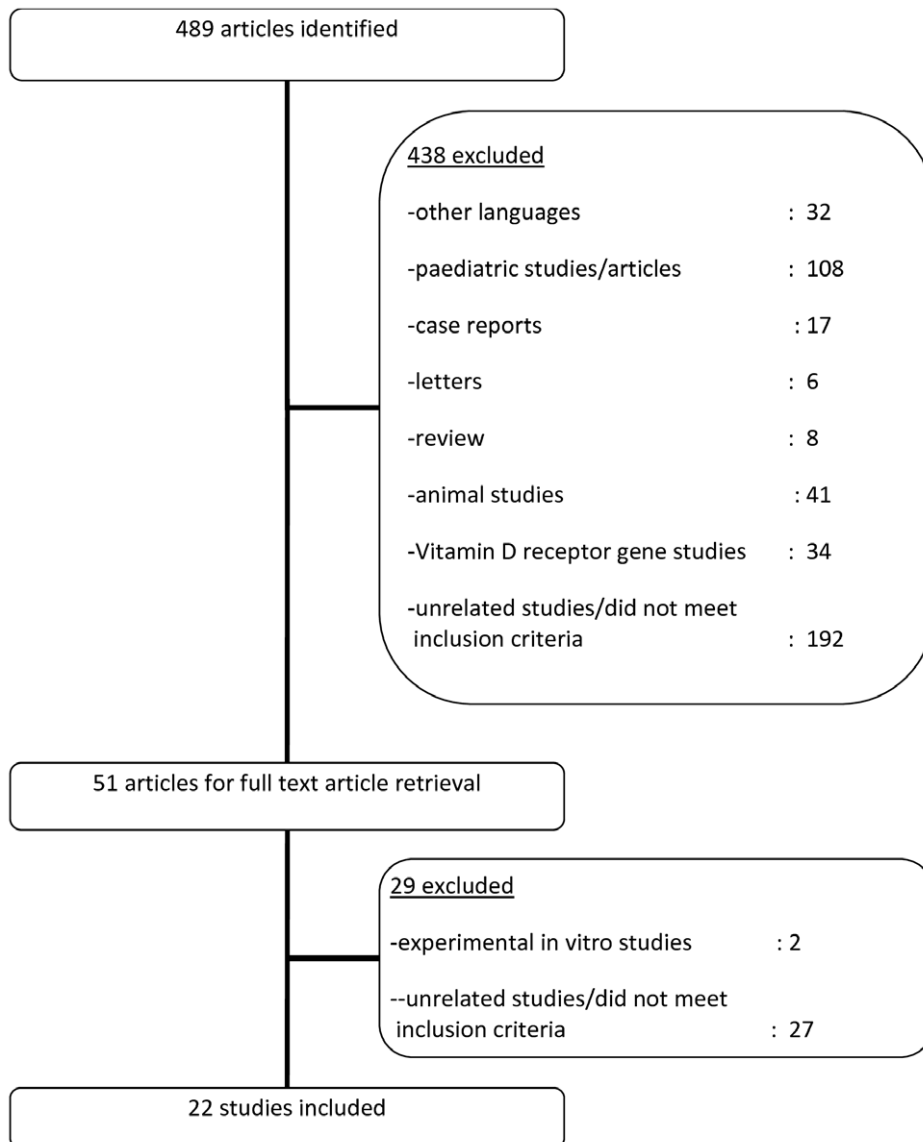 489 articles identified
438 excluded
-other languages : 32
-paediatric studies/articles : 108
-case reports : 17
-letters : 6
-review : 8
-animal studies : 41
-Vitamin D receptor gene studies : 34
-unrelated studies/did not meet
inclusion criteria : 192
51 articles for full text article retrieval
29 excluded
-experimental in vitro studies : 2
--unrelated studies/did not meet
inclusion criteria : 27
22 studies included